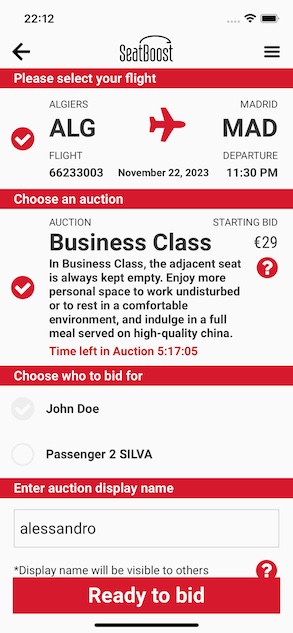 22:12
SeatBoost
Please select your flight
ALGIERS MADRID
ALG MAD
FLIGHT DEPARTURE
66233003 November 22, 2023 11:30 PM
Choose an auction
AUCTION STARTING BID
Business Class €29
In Business Class, the adjacent seat
is always kept empty. Enjoy more
personal space to work undisturbed
or to rest in a comfortable
environment, and indulge in a full
meal served on high-quality china.
?
Time left in Auction 5:17:05
Choose who to bid for
John Doe
Passenger 2 SILVA
Enter auction display name
alessandro
*Display name will be visible to others ?
Ready to bid